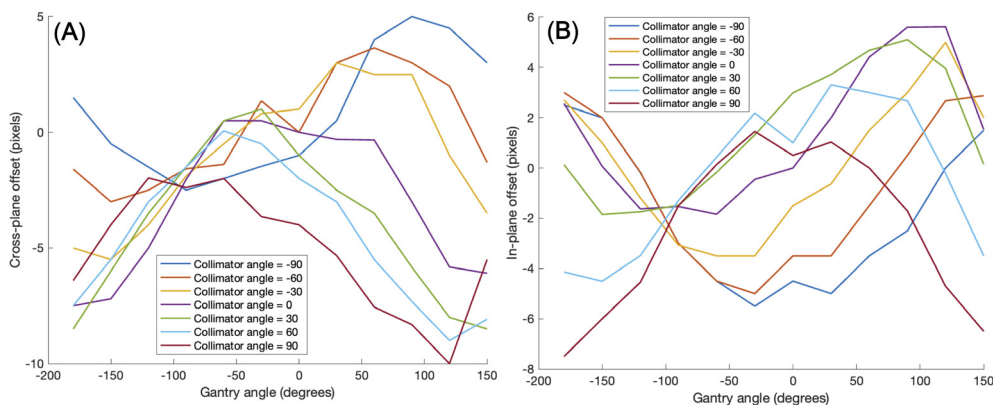 (A)
5
0
-5
-10
Cross-plane offset (pixels)
Collimator angle = -90
Collimator angle = -60
Collimator angle = -30
Collimator angle = 0
Collimator angle = 30
Collimator angle = 60
Collimator angle = 90
-200 -150 -100 -50 0 50 100 150
Gantry angle (degrees)
(B)
6
4
2
0
-2
-4
-6
-8
In-plane offset (pixels)
Collimator angle = -90
Collimator angle = -60
Collimator angle = -30
Collimator angle = 0
Collimator angle = 30
Collimator angle = 60
Collimator angle = 90
-200 -150 -100 -50 0 50 100 150
Gantry angle (degrees)